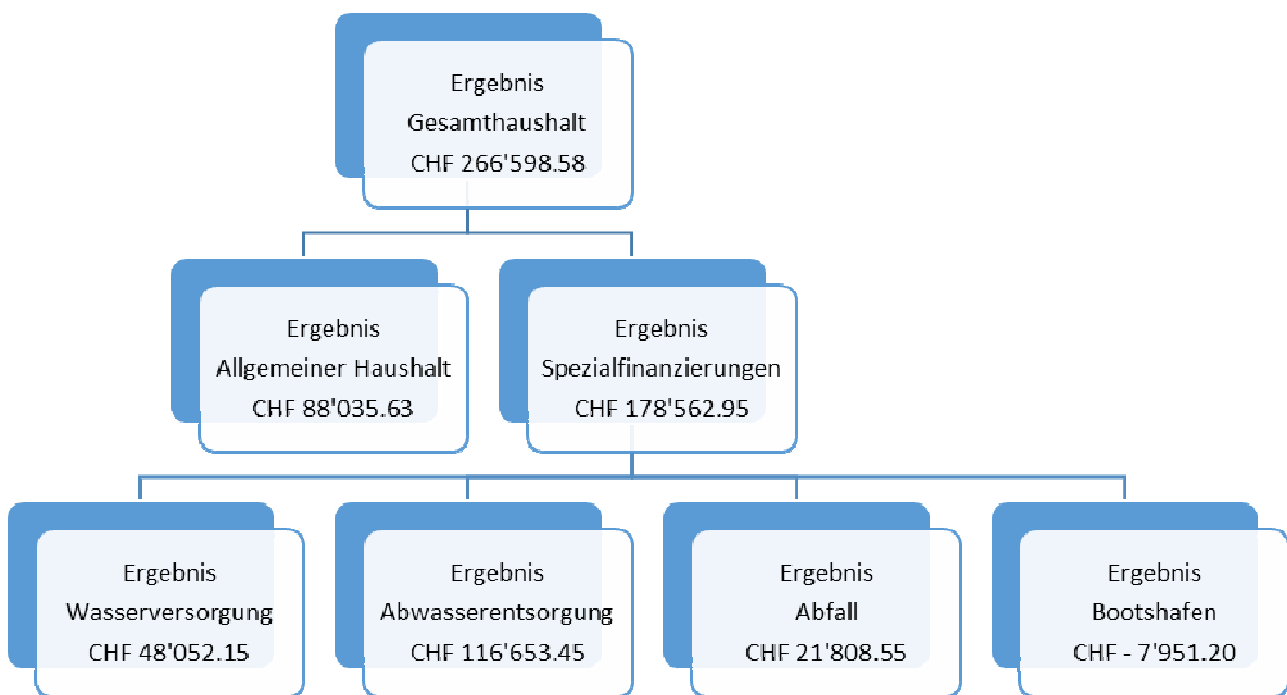 Ergebnis
Gesamthaushalt
CHF 266'598.58
Ergebnis
Allgemeiner Haushalt
CHF 88'035.63
Ergebnis
Spezialfinanzierungen
CHF 178'562.95
Ergebnis
Wasserversorgung
CHF 48'052.15
Ergebnis
Abwasserentsorgung
CHF 116'653.45
Ergebnis
Abfall
CHF 21'808.55
Ergebnis
Bootshafen
CHF - 7'951.20